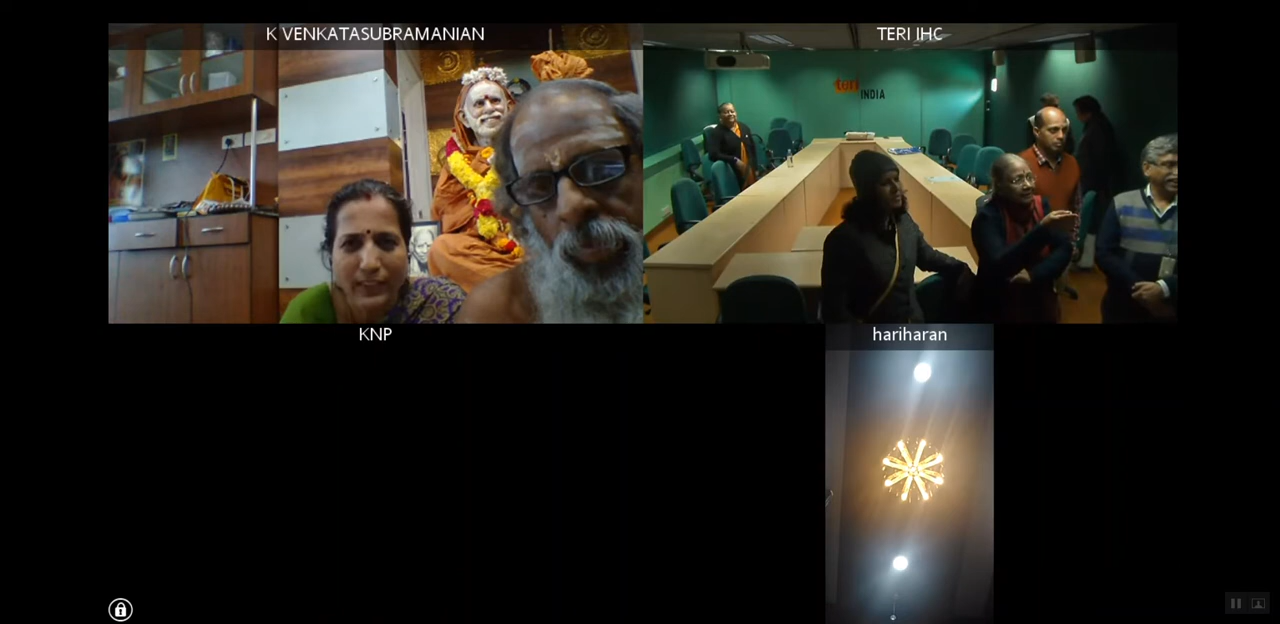 K VENKATASUBRAMANIAN
TERI IHC
teri
INDIA
KNP
hariharan